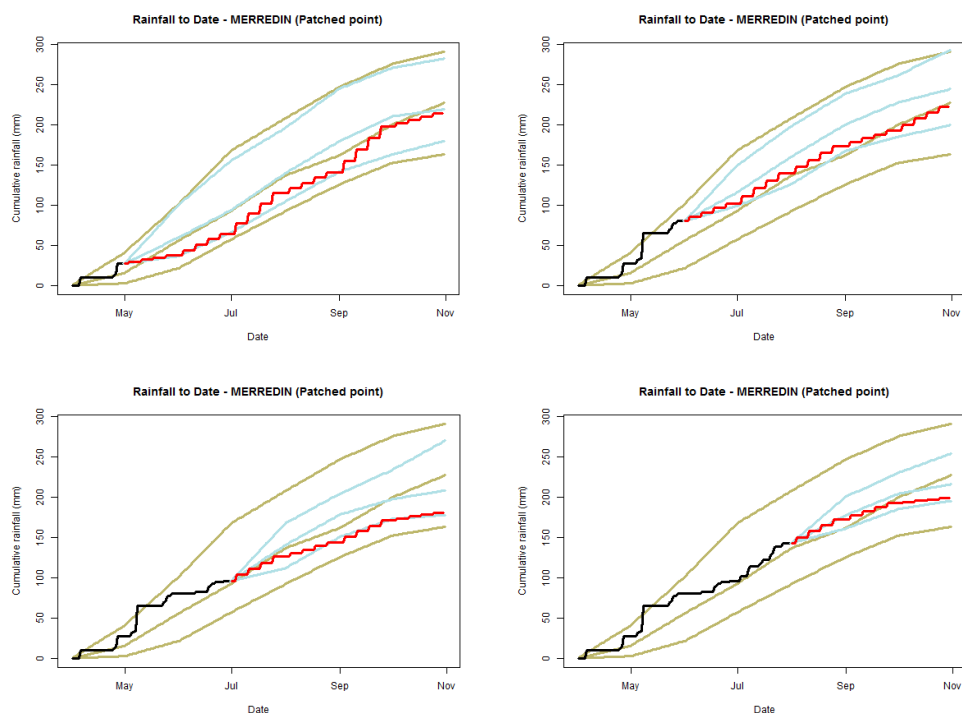 Rainfall to Date - MERREDIN (Patched point)
Cumulative rainfall (mm)
300
250
200
150
100
50
0
May
Jul
Sep
Nov
Date
Rainfall to Date - MERREDIN (Patched point)
Cumulative rainfall (mm)
300
250
200
150
100
50
0
May
Jul
Sep
Nov
Date
Rainfall to Date - MERREDIN (Patched point)
Cumulative rainfall (mm)
300
250
200
150
100
50
0
May
Jul
Sep
Nov
Date
Rainfall to Date - MERREDIN (Patched point)
Cumulative rainfall (mm)
300
250
200
150
100
50
0
May
Jul
Sep
Nov
Date